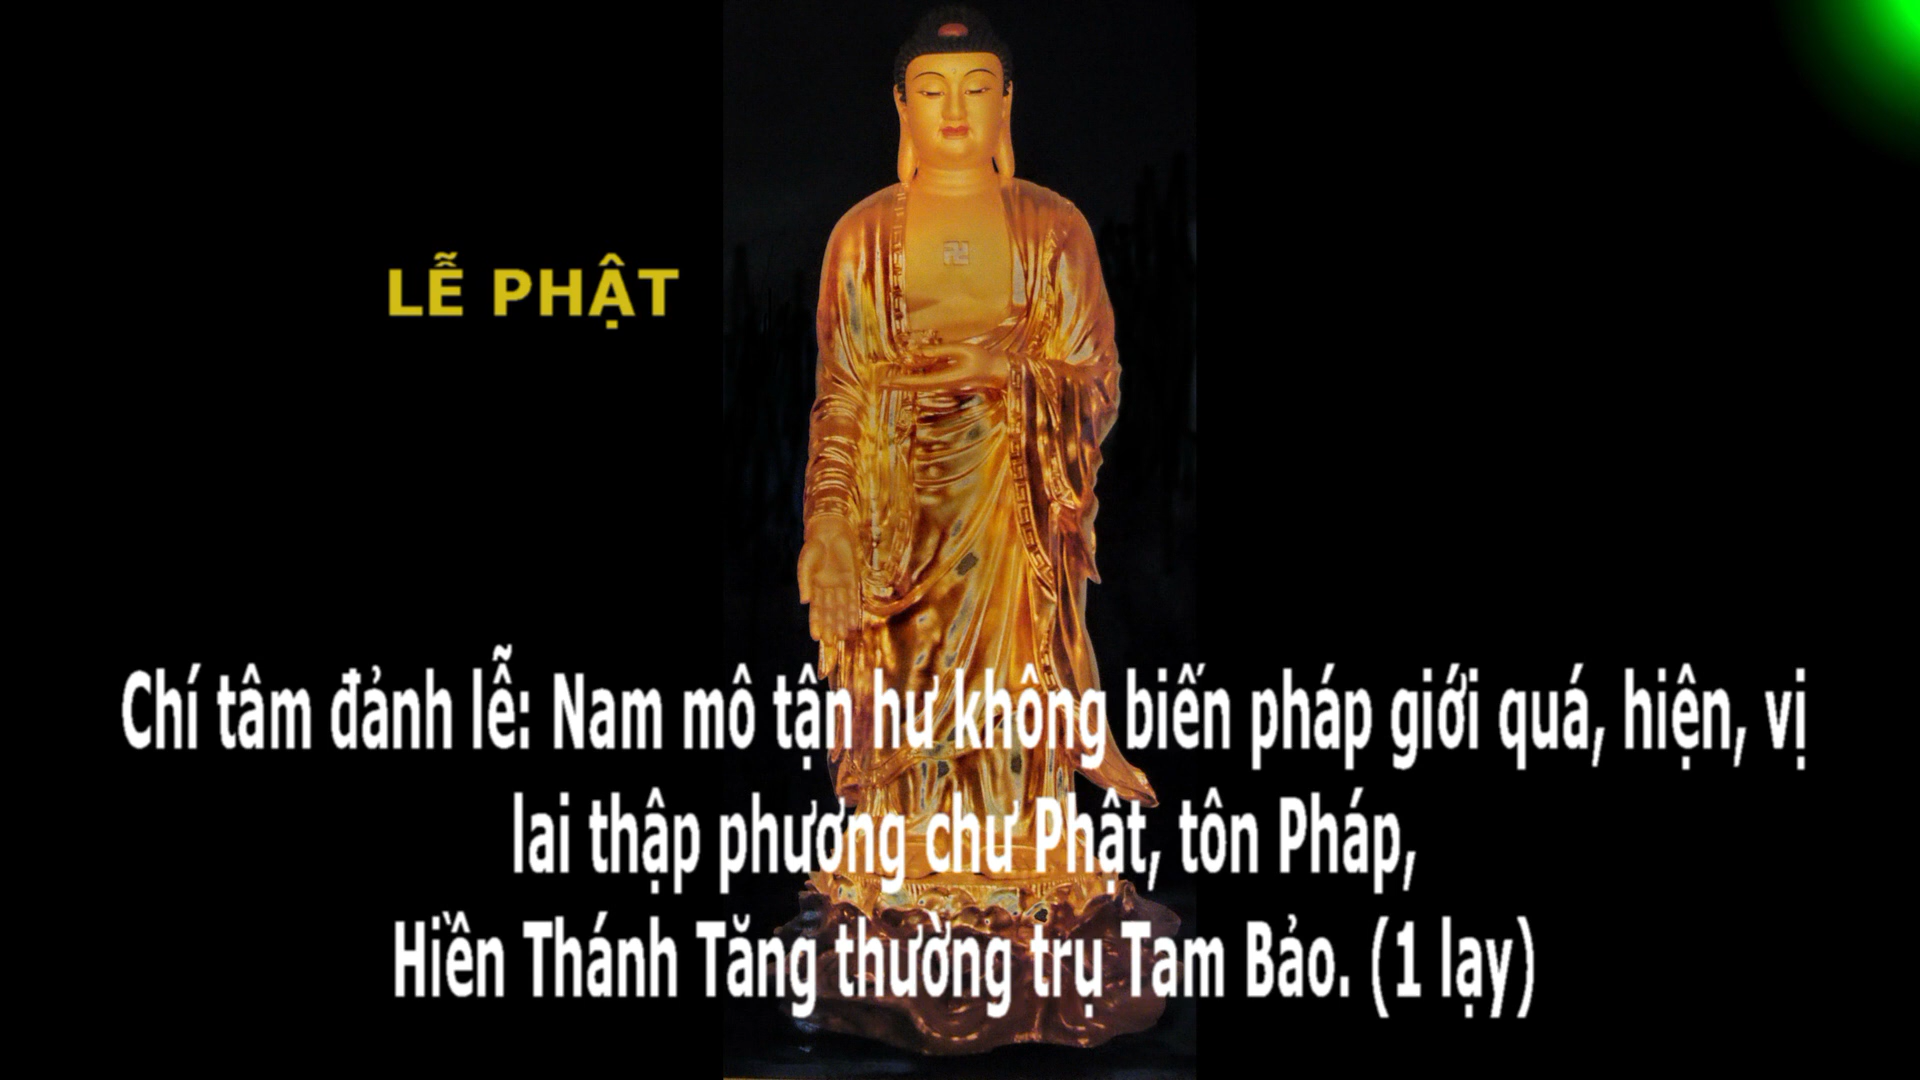 LỄ PHẬT
Chí tâm đảnh lễ: Nam mô tận hư không biến pháp giới quá, hiện, vị
lai thập phương chư Phật, tôn Pháp,
Hiền Thánh Tăng thường trụ Tam Bảo. (1 lạy)